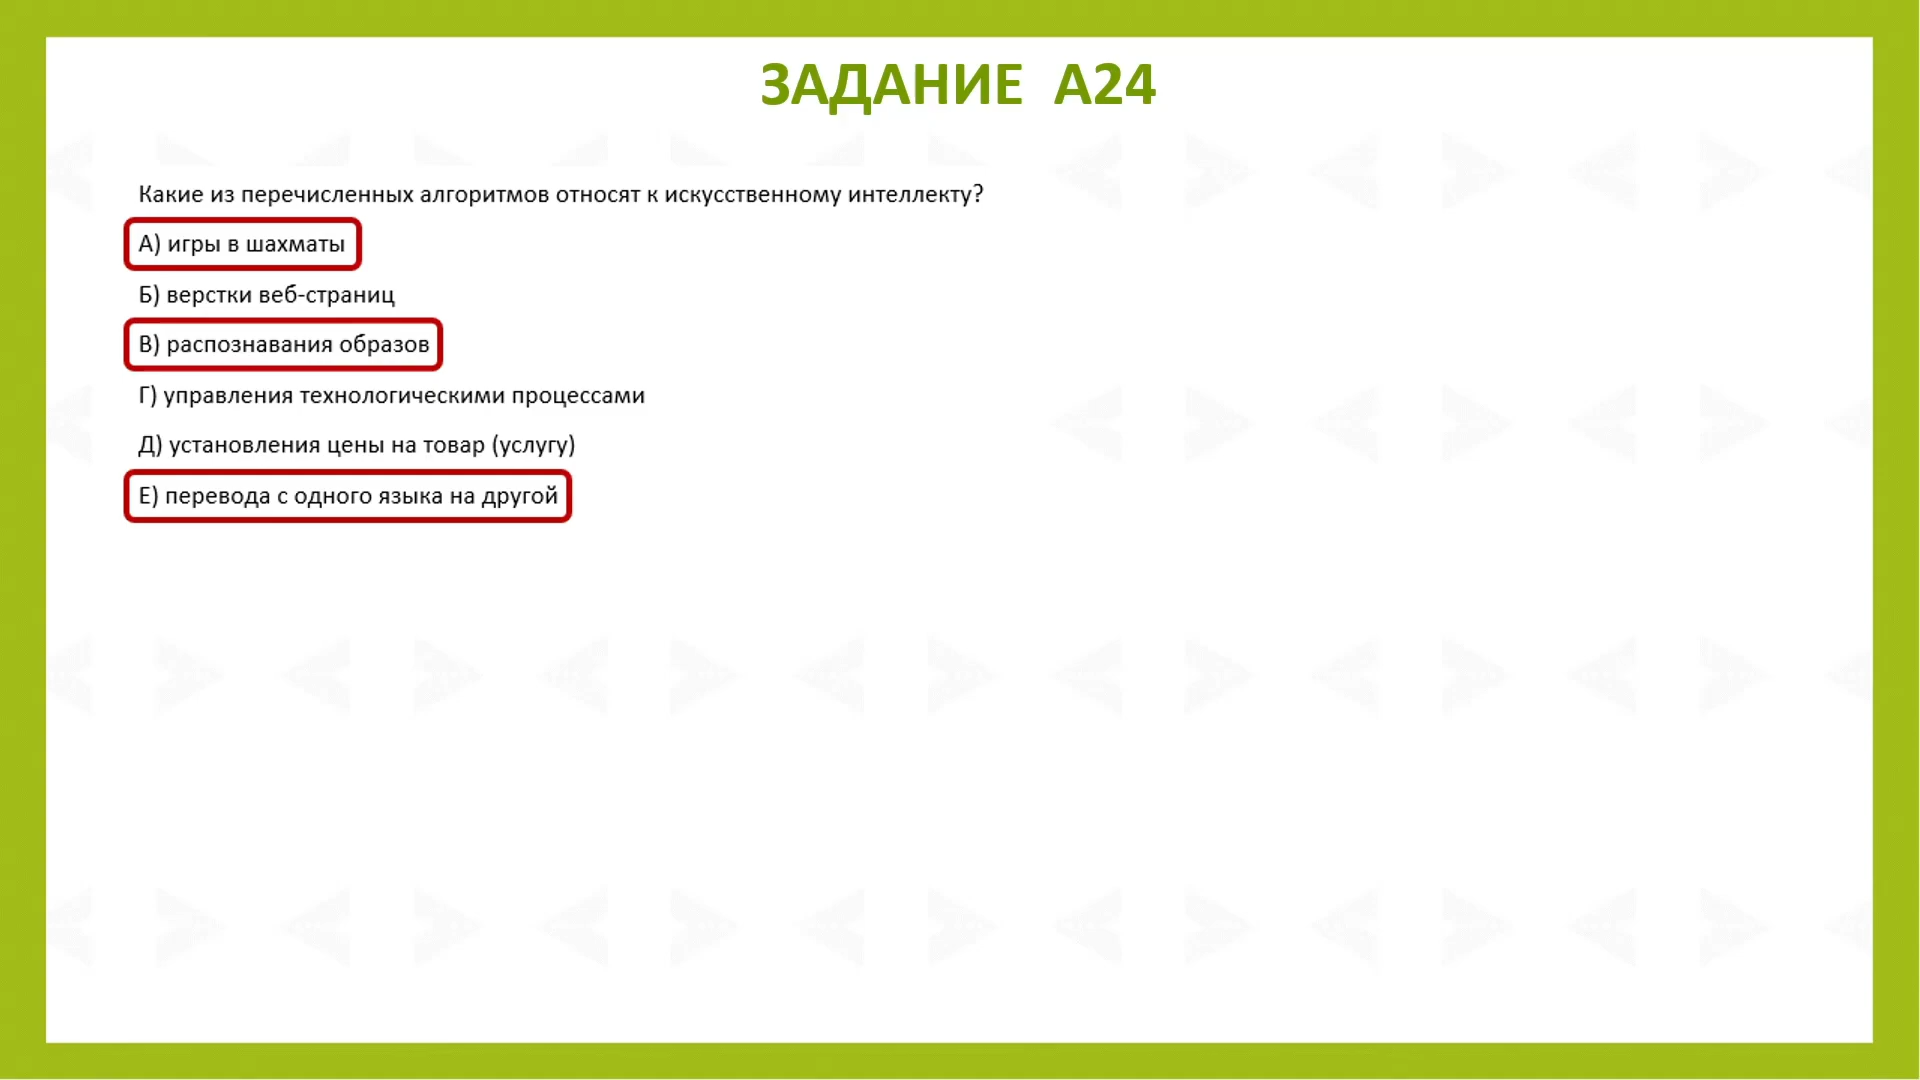 ЗАДАНИЕ А24
Какие из перечисленных алгоритмов относят к искусственному интеллекту?
А) игры в шахматы
Б) верстки веб-страниц
В) распознавания образов
Г) управления технологическими процессами
Д) установления цены на товар (услугу)
Е) перевода с одного языка на другой